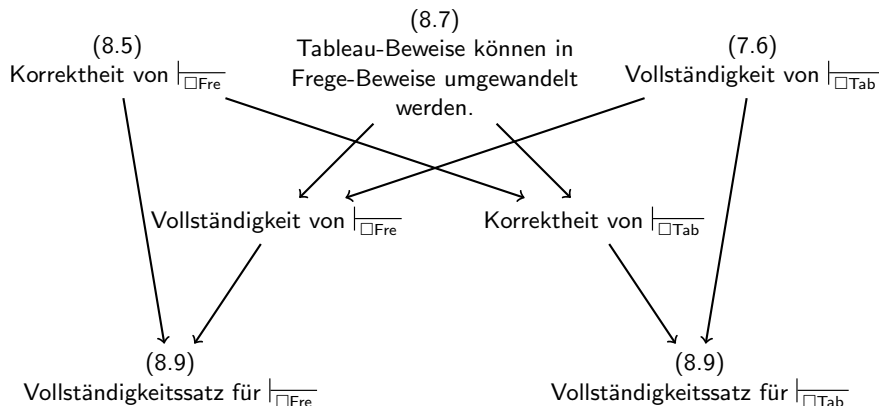 (8.5)
Korrektheit von ⊢□Fre
(8.7)
Tableau-Beweise können in
Frege-Beweise umgewandelt
werden.
(7.6)
Vollständigkeit von ⊢□Tab
Vollständigkeit von ⊢□Fre
Korrektheit von ⊢□Tab
(8.9)
Vollständigkeitssatz für ⊢□Fre
(8.9)
Vollständigkeitssatz für ⊢□Tab